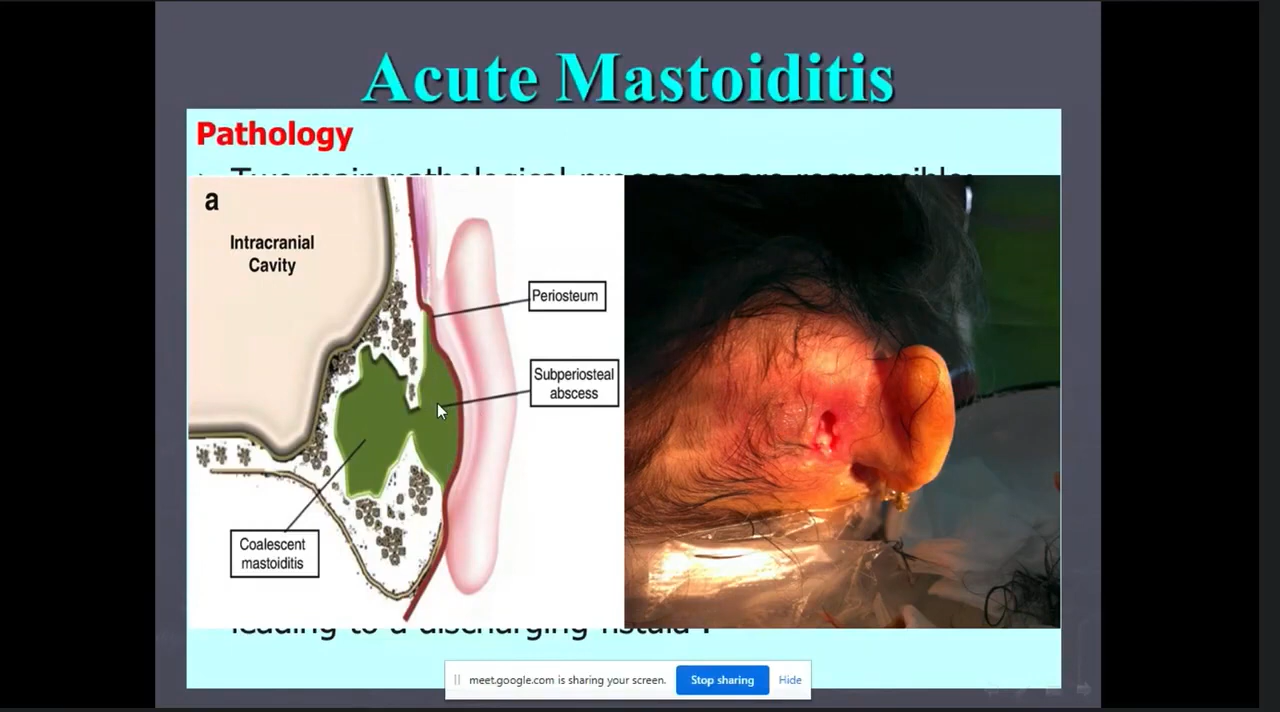 Acute Mastoiditis
Pathology
Two main pathological processes are responsible:
a
Intracranial
Cavity
Periosteum
Subperiosteal
abscess
Coalescent
mastoiditis
leading to a discharging fistula .
meet.google.com is sharing your screen.
Stop sharing
Hide